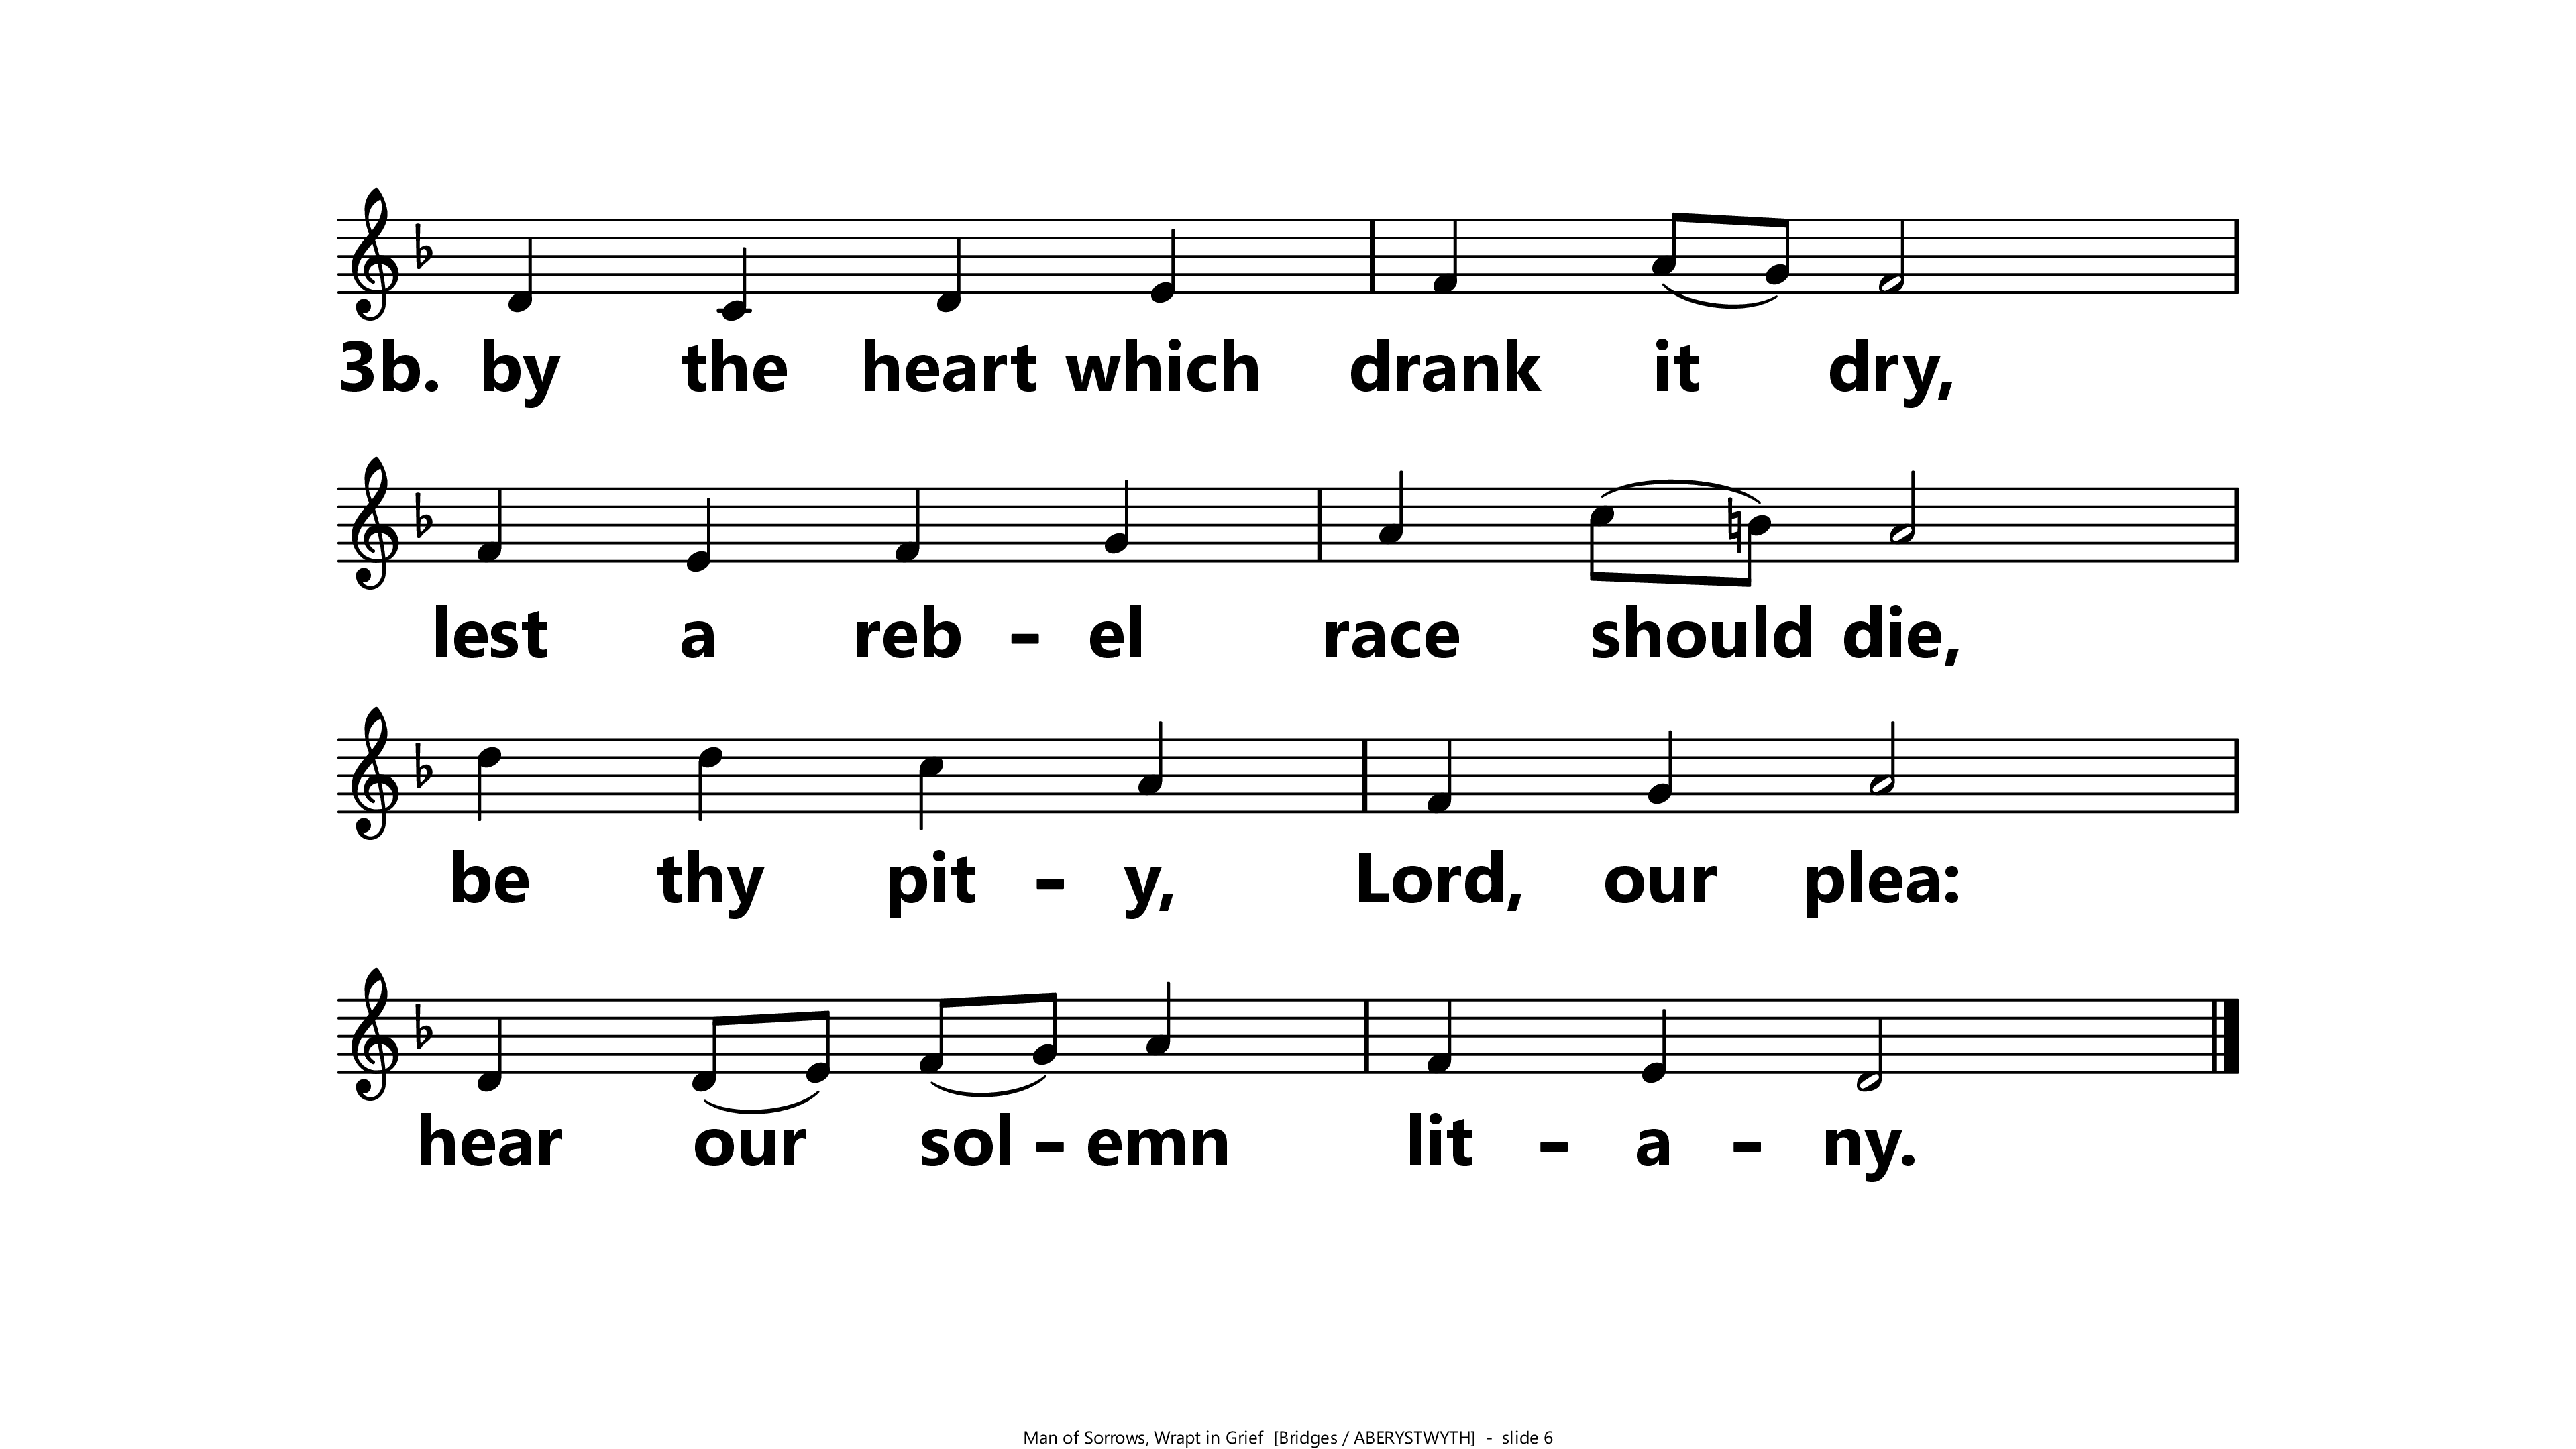 3b. by the heart which drank it dry,
lest a reb - el race should die,
be thy pit - y, Lord, our plea:
hear our sol - emn lit - a - ny.
Man of Sorrows, Wrapt in Grief [Bridges / ABERYSTWYTH] - slide 6